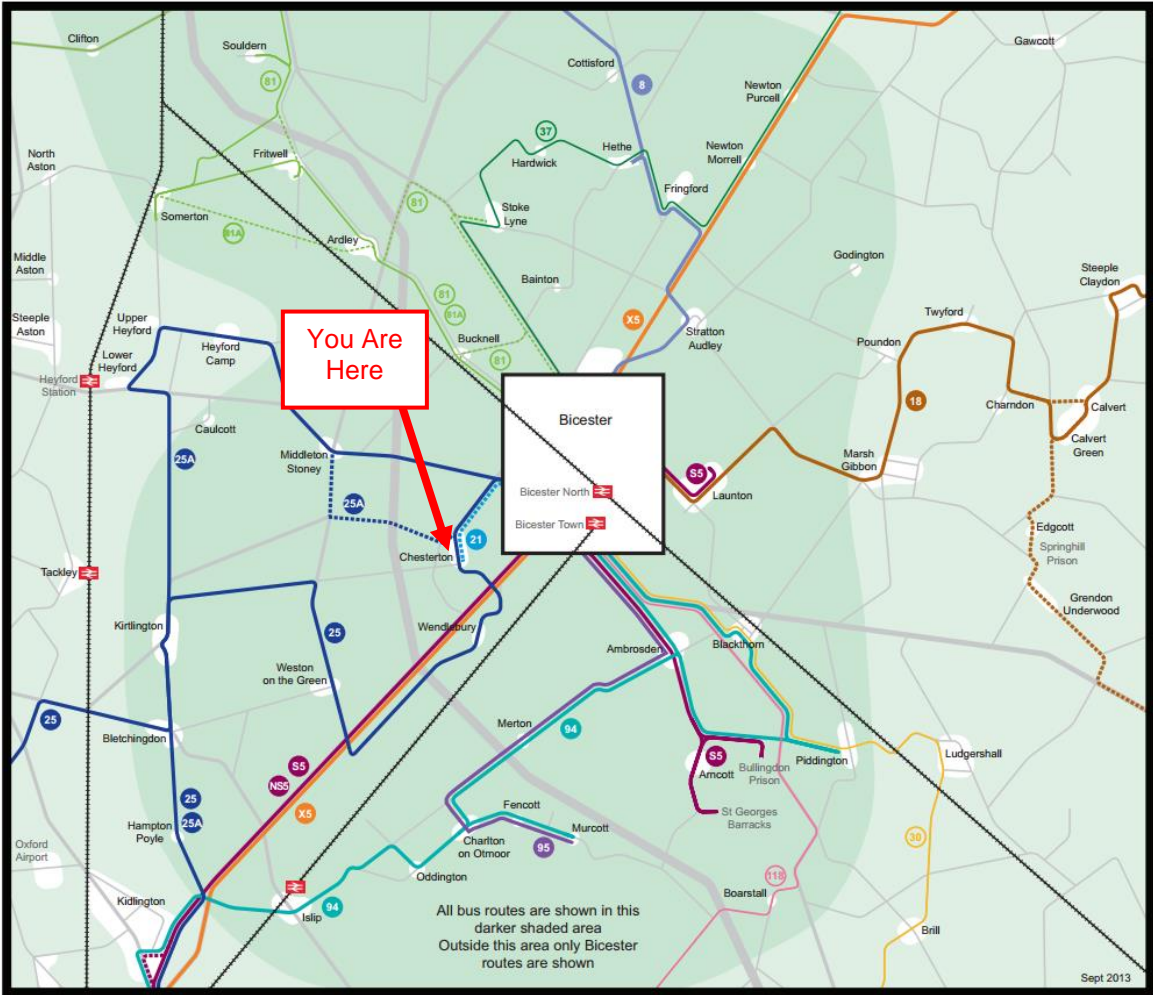 Clifton
Souldern
81
Cottisford
8
Gawcott
Newton
Purcell
37
Hardwick
Hethe
Newton
Morrell
North
Aston
Fritwell
Fringford
Somerton
81A
81
Stoke
Lyne
Ardley
Middle
Aston
Godington
Steeple
Claydon
Bainton
81
81A
Steeple
Aston
Upper
Heyford
Heyford
Camp
You Are
Here
X5
Stratton
Audley
Twyford
Bucknell
81
Poundon
Lower
Heyford
Heyford
Station
Caulcott
Bicester
18
Charndon
Calvert
Calvert
Green
25A
Middleton
Stoney
Marsh
Gibbon
S5
Launton
Bicester North
25A
Bicester Town
21
Edgcott
Springhill
Prison
Chesterton
Tackley
Grendon
Underwood
Kirtlington
25
Wendlebury
Ambrosden
Blackthorn
Weston
on the Green
25
Merton
94
Bletchingdon
S5
NS5
X5
S5
Arncott
Bullingdon
Prison
Piddington
Ludgershall
25
25A
Hampton
Poyle
Fencott
Murcott
St Georges
Barracks
Charlton
on Otmoor
95
30
Oxford
Airport
Oddington
118
Boarstall
Kidlington
Islip
94
Brill
All bus routes are shown in this
darker shaded area
Outside this area only Bicester
routes are shown
Sept 2013